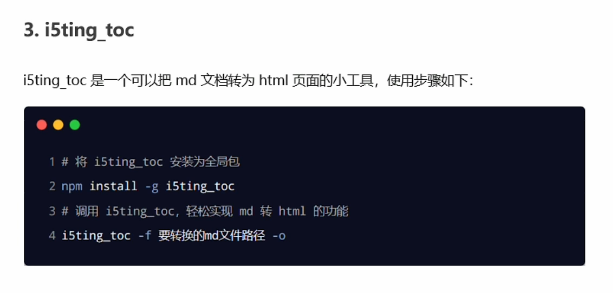 3. i5ting_toc
i5ting_toc 是一个可以把 md 文档转为 html 页面的小工具，使用步骤如下：
1 # 将 i5ting_toc 安装为全局包
2 npm install -g i5ting_toc
3 # 调用 i5ting_toc，轻松实现 md 转 html 的功能
4 i5ting_toc -f 要转换的md文件路径 -o